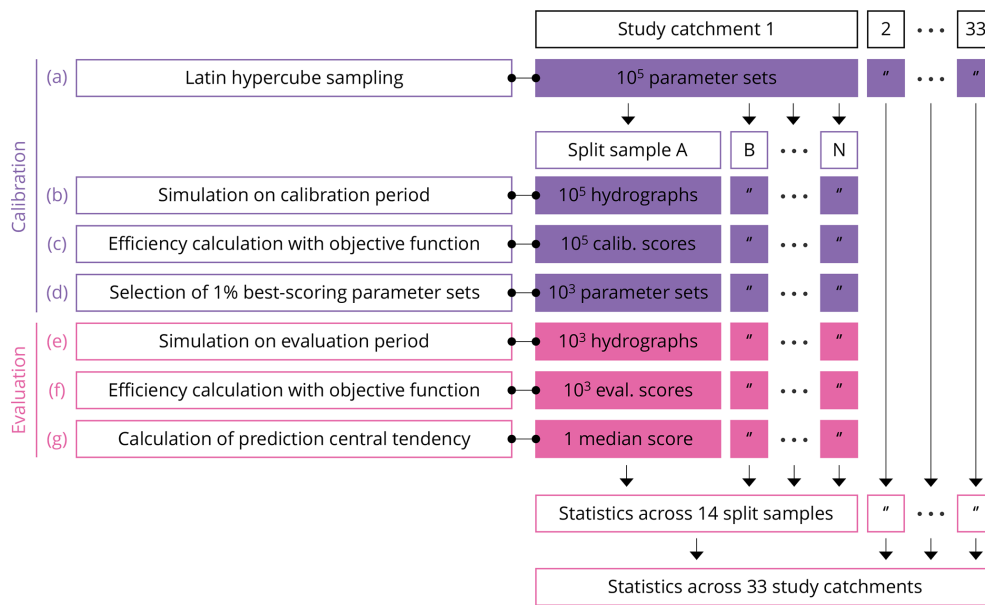 Study catchment 1 2 ••• 33
(a) Latin hypercube sampling 10⁵ parameter sets ” ••• ”
Split sample A B ••• N
Calibration
(b) Simulation on calibration period 10⁵ hydrographs ” ••• ”
(c) Efficiency calculation with objective function 10⁵ calib. scores ” ••• ”
(d) Selection of 1% best-scoring parameter sets 10³ parameter sets ” ••• ”
Evaluation
(e) Simulation on evaluation period 10³ hydrographs ” ••• ”
(f) Efficiency calculation with objective function 10³ eval. scores ” ••• ”
(g) Calculation of prediction central tendency 1 median score ” ••• ”
Statistics across 14 split samples ” ••• ”
Statistics across 33 study catchments